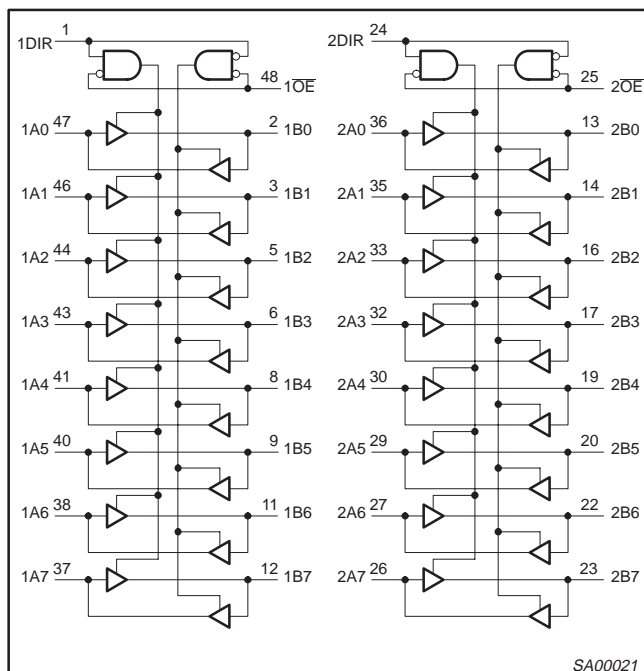 1DIR 1
48 1OE
1A0 47 2 1B0
1A1 46 3 1B1
1A2 44 5 1B2
1A3 43 6 1B3
1A4 41 8 1B4
1A5 40 9 1B5
1A6 38 11 1B6
1A7 37 12 1B7
2DIR 24
25 2OE
2A0 36 13 2B0
2A1 35 14 2B1
2A2 33 16 2B2
2A3 32 17 2B3
2A4 30 19 2B4
2A5 29 20 2B5
2A6 27 22 2B6
2A7 26 23 2B7
SA00021